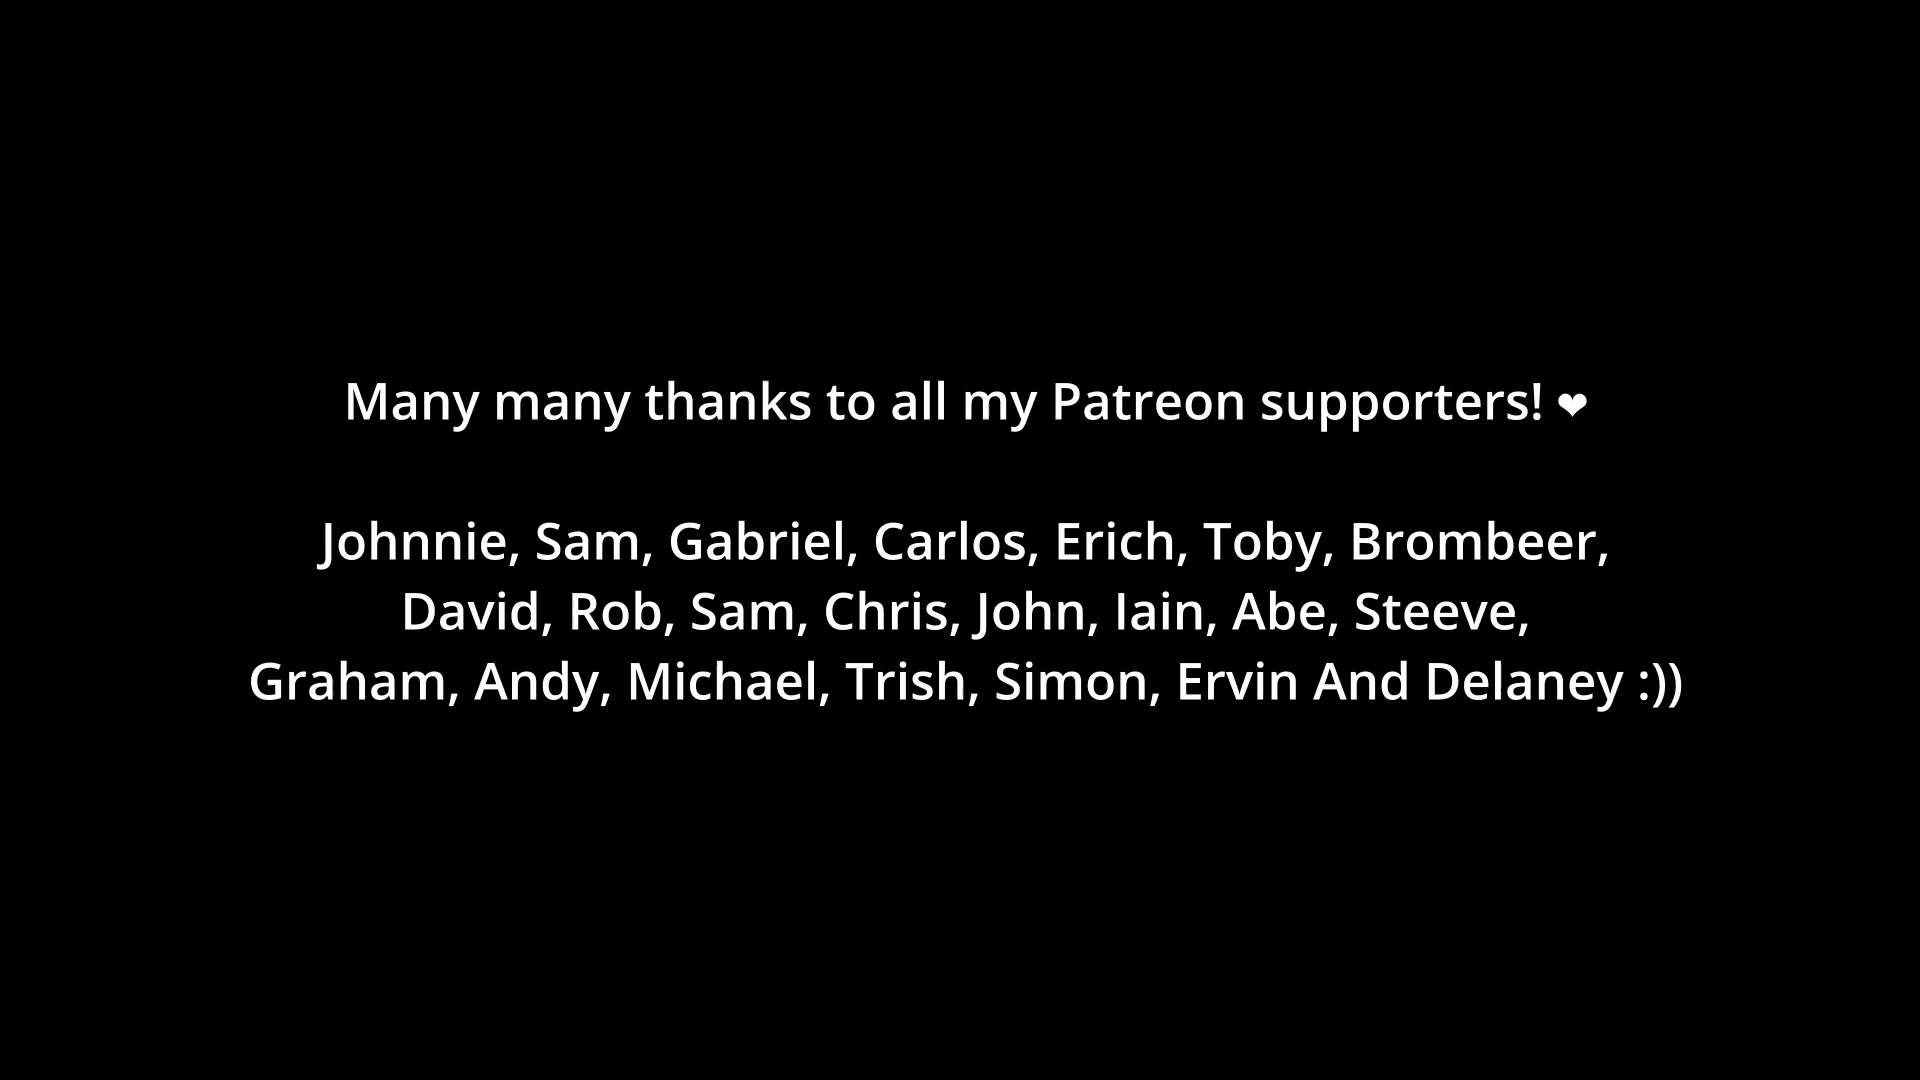 Many many thanks to all my Patreon supporters! ❤
Johnnie, Sam, Gabriel, Carlos, Erich, Toby, Brombeer,
David, Rob, Sam, Chris, John, Iain, Abe, Steeve,
Graham, Andy, Michael, Trish, Simon, Ervin And Delaney :))